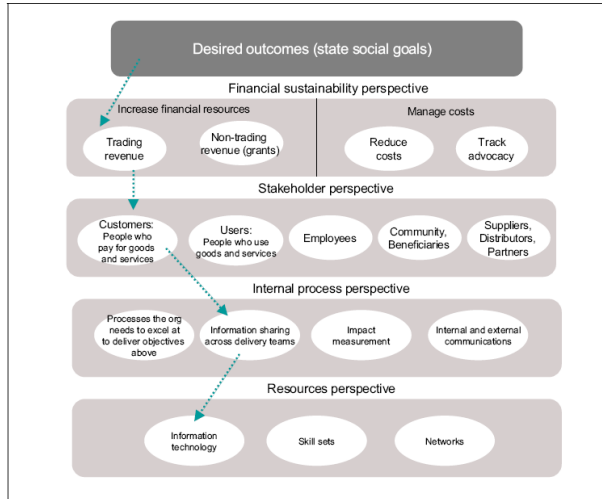 Desired outcomes (state social goals)
Financial sustainability perspective
Increase financial resources
Manage costs
Trading
revenue
Non-trading
revenue (grants)
Reduce
costs
Track
advocacy
Stakeholder perspective
Customers:
People who
pay for goods
and services
Users:
People who use
goods and services
Employees
Community,
Beneficiaries
Suppliers,
Distributors,
Partners
Internal process perspective
Processes the org
needs to excel at
to deliver objectives
above
Information sharing
across delivery teams
Impact
measurement
Internal and external
communications
Resources perspective
Information
technology
Skill sets
Networks